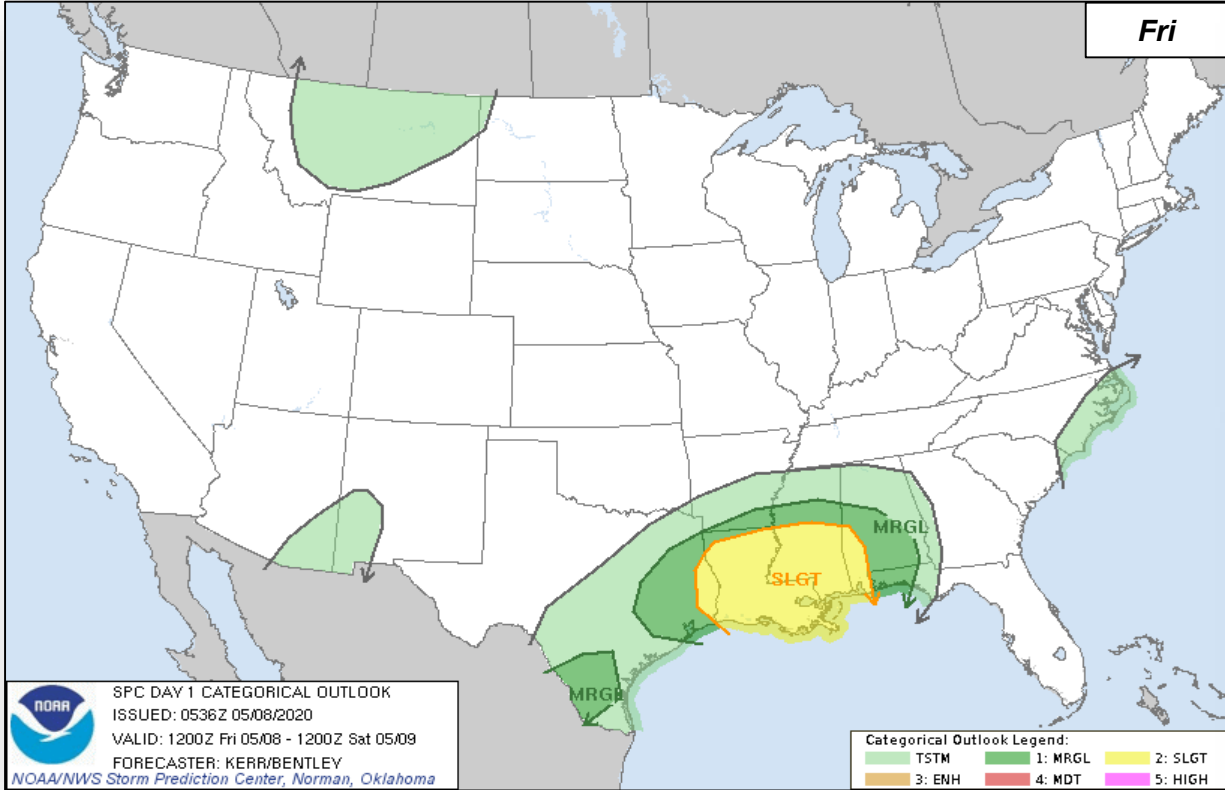 Fri
MRGL
SLGT
MRGL
NOAA
SPC DAY 1 CATEGORICAL OUTLOOK
ISSUED: 0536Z 05/08/2020
VALID: 1200Z Fri 05/08 - 1200Z Sat 05/09
FORECASTER: KERR/BENTLEY
NOAA/NWS Storm Prediction Center, Norman, Oklahoma
Categorical Outlook Legend:
TSTM 1: MRGL 2: SLGT
3: ENH 4: MDT 5: HIGH